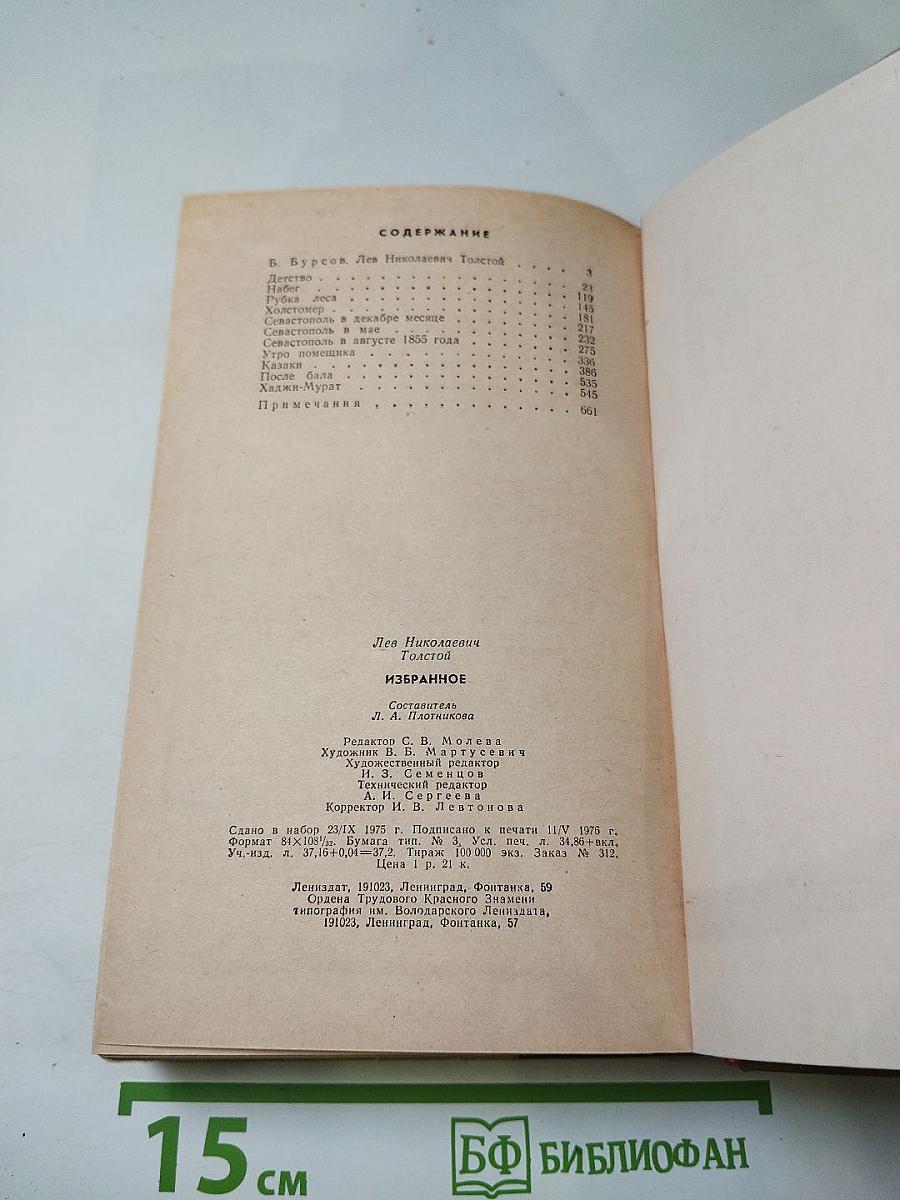 СОДЕРЖАНИЕ
Б. Бурсов. Лев Николаевич Толстой . . . . 3
Детство . . . . . . . . . . . . . . . . 23
Набег . . . . . . . . . . . . . . . . 119
Рубка леса . . . . . . . . . . . . . . 145
Холстомер . . . . . . . . . . . . . . 181
Севастополь в декабре месяце . . . . . . . 217
Севастополь в мае . . . . . . . . . . . 232
Севастополь в августе 1855 года . . . . . . 275
Утро помещика . . . . . . . . . . . . 336
Казаки . . . . . . . . . . . . . . . 386
После бала . . . . . . . . . . . . . . 535
Хаджи-Мурат . . . . . . . . . . . . . 545
Примечания . . . . . . . . . . . . . 661
Лев Николаевич
Толстой
ИЗБРАННОЕ
Составитель
Л. А. Плотникова
Редактор С. В. Молева
Художник В. Б. Мартусевич
Художественный редактор
И. З. Семенцов
Технический редактор
А. И. Сергеева
Корректор И. В. Левтонова
Сдано в набор 23/IX 1975 г. Подписано к печати 11/V 1976 г.
Формат 84×108¹/₃₂. Бумага тип. № 3. Усл. печ. л. 34,86+вкл.
Уч.-изд. л. 37,16+0,04=37,2. Тираж 100 000 экз. Заказ № 312.
Цена 1 р. 21 к.
Лениздат, 191023, Ленинград, Фонтанка, 59
Ордена Трудового Красного Знамени
типография им. Володарского Лениздата,
191023, Ленинград, Фонтанка, 57
15 см
БФ БИБЛИОФАН